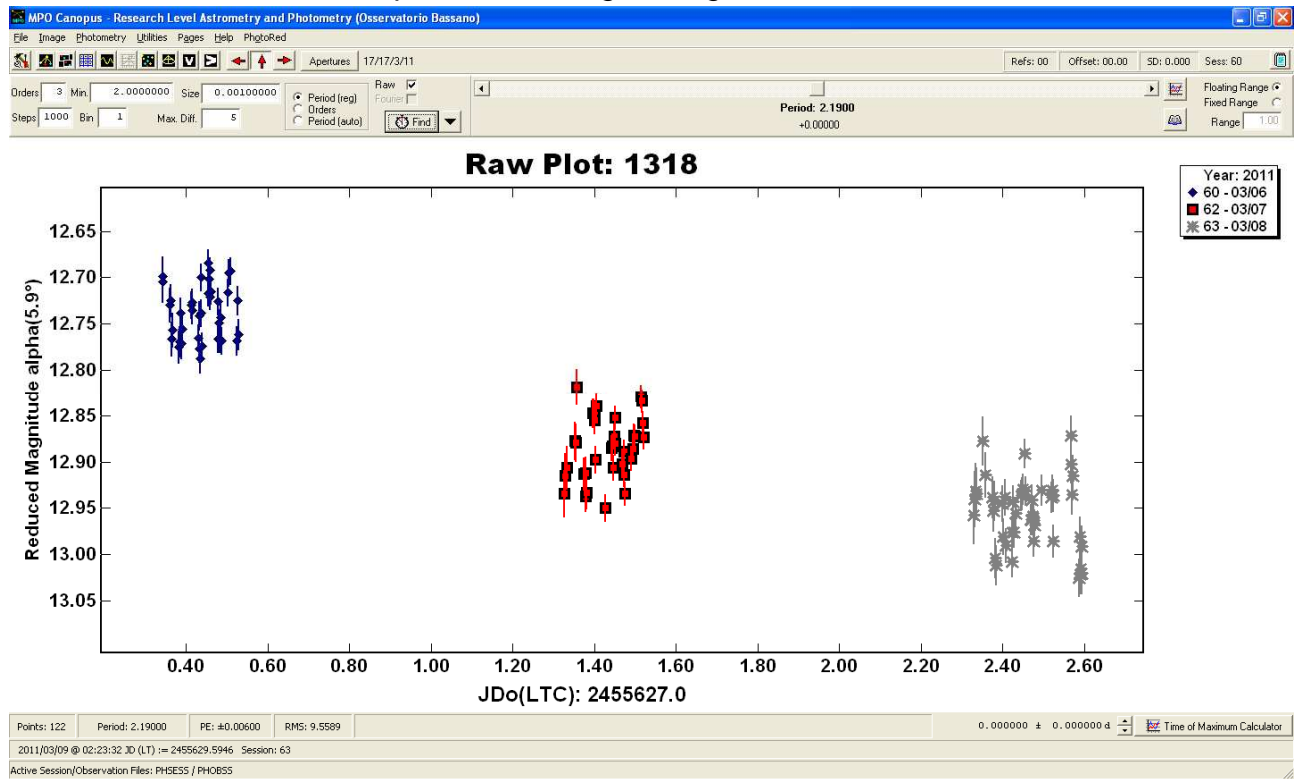 MPO Canopus - Research Level Astrometry and Photometry (Osservatorio Bassano)
File Image Photometry Utilities Pages Help PhotoRed
Apertures 17/17/3/11 Refs: 00 Offset: 00.00 SD: 0.000 Sess: 60
Orders 3 Min. 2.0000000 Size 0.00100000
Steps 1000 Bin 1 Max. Diff. 5
Period (reg)
Orders
Period (auto)
Raw
Fourier
Find
Period: 2.1900
+0.00000
Floating Range
Fixed Range
Range 1.00
Raw Plot: 1318
Year: 2011
60 - 03/06
62 - 03/07
63 - 03/08
Reduced Magnitude alpha(5.9°)
12.65
12.70
12.75
12.80
12.85
12.90
12.95
13.00
13.05
0.40 0.60 0.80 1.00 1.20 1.40 1.60 1.80 2.00 2.20 2.40 2.60
JDo(LTC): 2455627.0
Points: 122 Period: 2.19000 PE: ±0.00600 RMS: 9.5589 0.000000 ± 0.000000 d Time of Maximum Calculator
2011/03/09 @ 02:23:32 JD (LT) := 2455629.5946 Session: 63
Active Session/Observation Files: PHSESS / PHOBSS